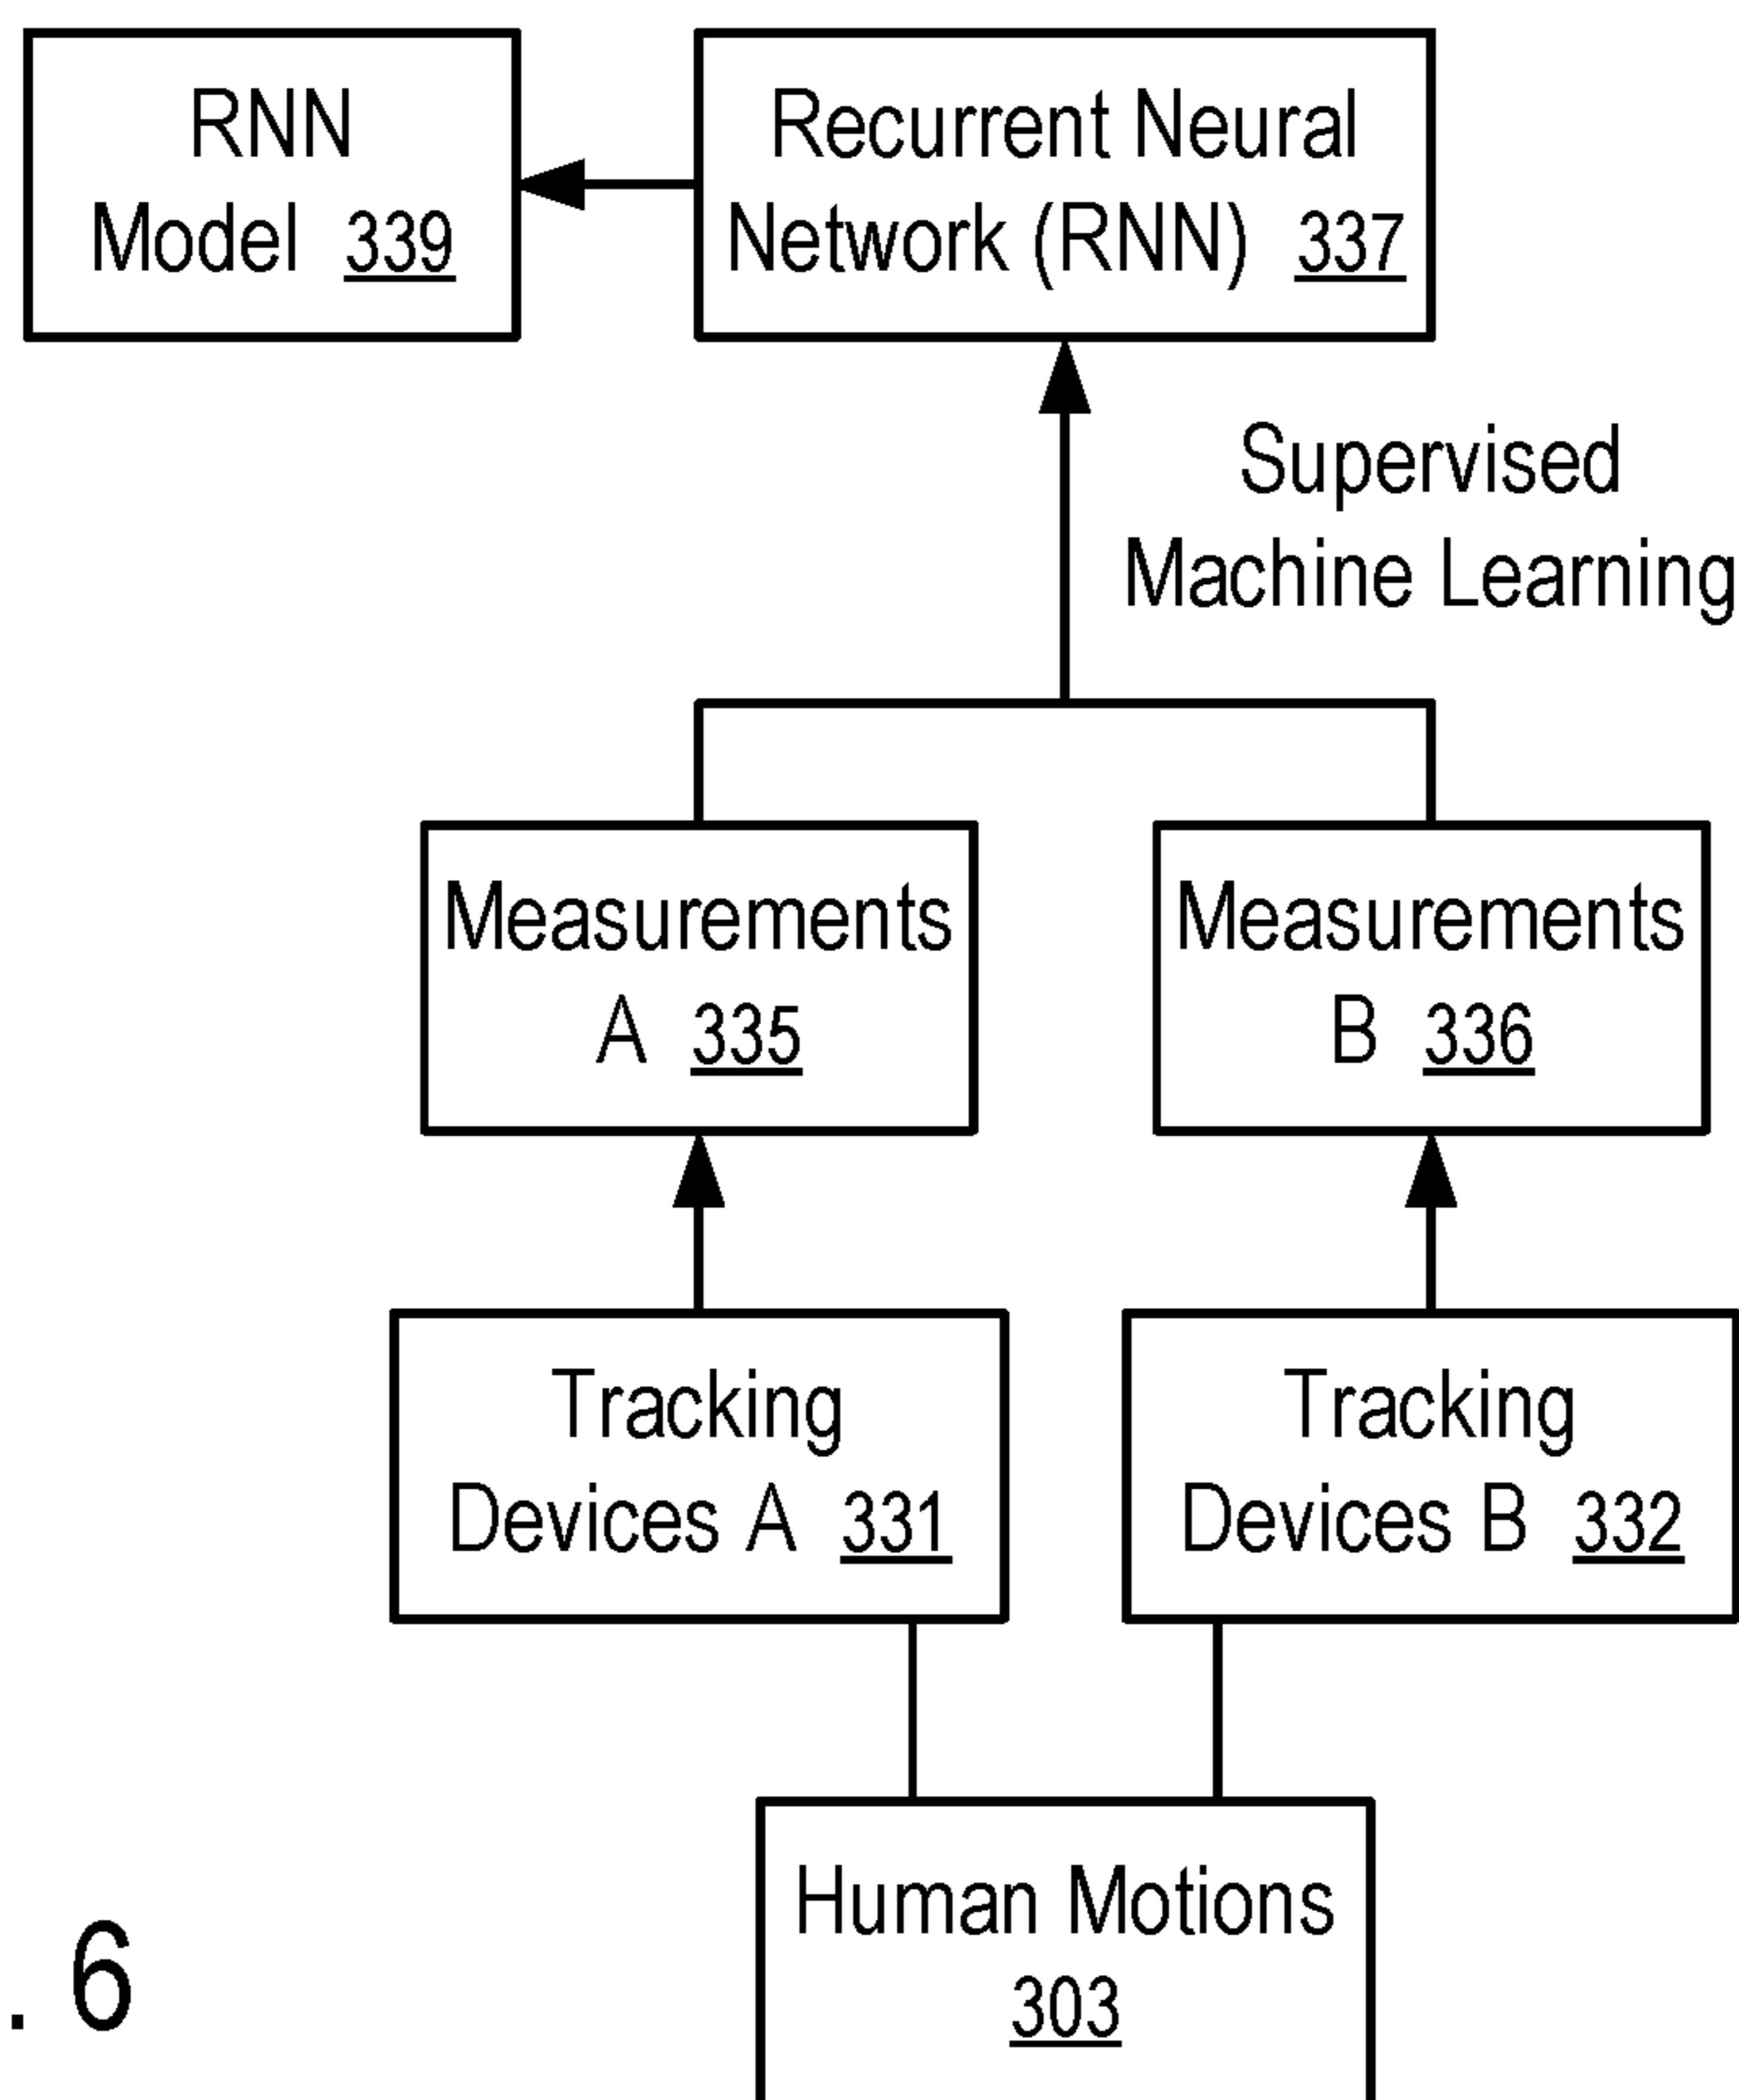 RNN
Model 339
Recurrent Neural
Network (RNN) 337
Supervised
Machine Learning
Measurements
A 335
Measurements
B 336
Tracking
Devices A 331
Tracking
Devices B 332
Human Motions
303
. 6